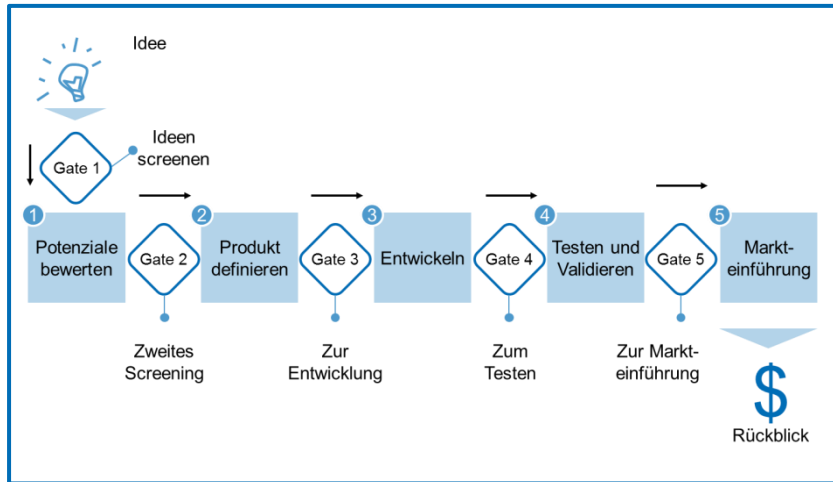 Idee
Ideen
screenen
Gate 1
1
Potenziale
bewerten
Gate 2
Zweites
Screening
2
Produkt
definieren
Gate 3
Zur
Entwicklung
3
Entwickeln
Gate 4
Zum
Testen
4
Testen und
Validieren
Gate 5
Zur Markt-
einführung
5
Markt-
einführung
$
Rückblick